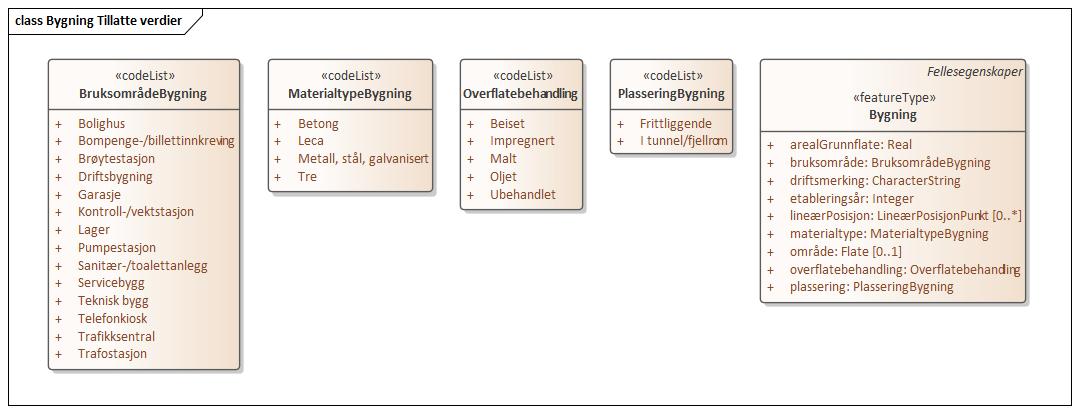 class Bygning Tillatte verdier
«codeList»
BruksområdeBygning
+ Bolighus
+ Bompenge-/billettinnkreving
+ Brøytestasjon
+ Driftsbygning
+ Garasje
+ Kontroll-/vektstasjon
+ Lager
+ Pumpestasjon
+ Sanitær-/toalettanlegg
+ Servicebygg
+ Teknisk bygg
+ Telefonkiosk
+ Trafikksentral
+ Trafostasjon
«codeList»
MaterialtypeBygning
+ Betong
+ Leca
+ Metall, stål, galvanisert
+ Tre
«codeList»
Overflatebehandling
+ Beiset
+ Impregnert
+ Malt
+ Oljet
+ Ubehandlet
«codeList»
PlasseringBygning
+ Frittliggende
+ I tunnel/fjellrom
Fellesegenskaper
«featureType»
Bygning
+ arealGrunnflate: Real
+ bruksområde: BruksområdeBygning
+ driftsmerking: CharacterString
+ etableringsår: Integer
+ lineærPosisjon: LineærPosisjonPunkt [0..*]
+ materialtype: MaterialtypeBygning
+ område: Flate [0..1]
+ overflatebehandling: Overflatebehandling
+ plassering: PlasseringBygning